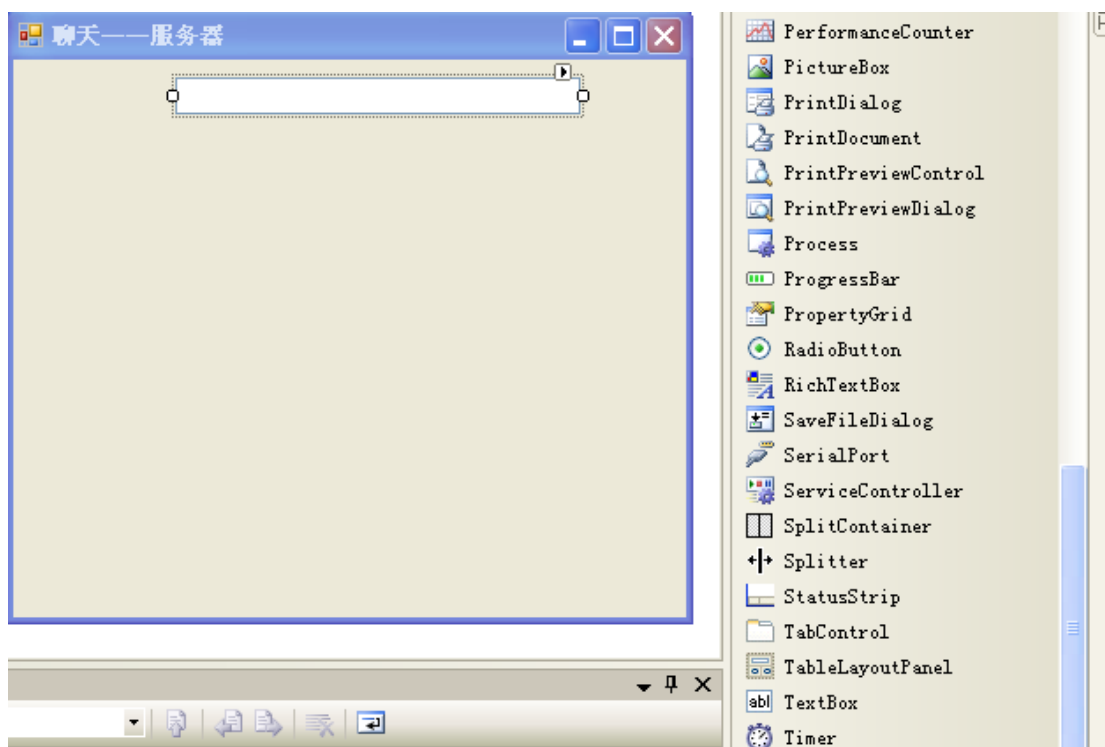 聊天——服务器
PerformanceCounter
PictureBox
PrintDialog
PrintDocument
PrintPreviewControl
PrintPreviewDialog
Process
ProgressBar
PropertyGrid
RadioButton
RichTextBox
SaveFileDialog
SerialPort
ServiceController
SplitContainer
Splitter
StatusStrip
TabControl
TableLayoutPanel
abl TextBox
Timer